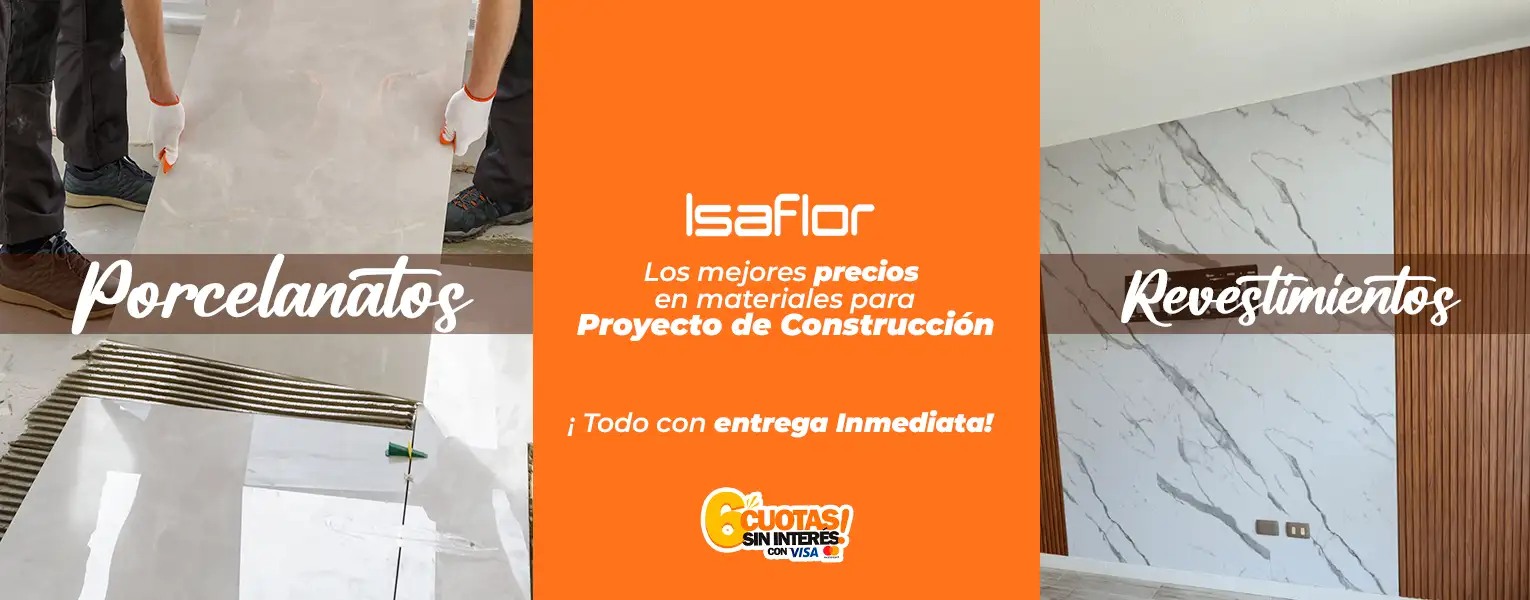 Porcelanatos
Isaflor
Los mejores precios
en materiales para
Proyecto de Construcción
¡ Todo con entrega Inmediata!
6 CUOTAS!
SIN INTERÉS
CON VISA
Revestimientos